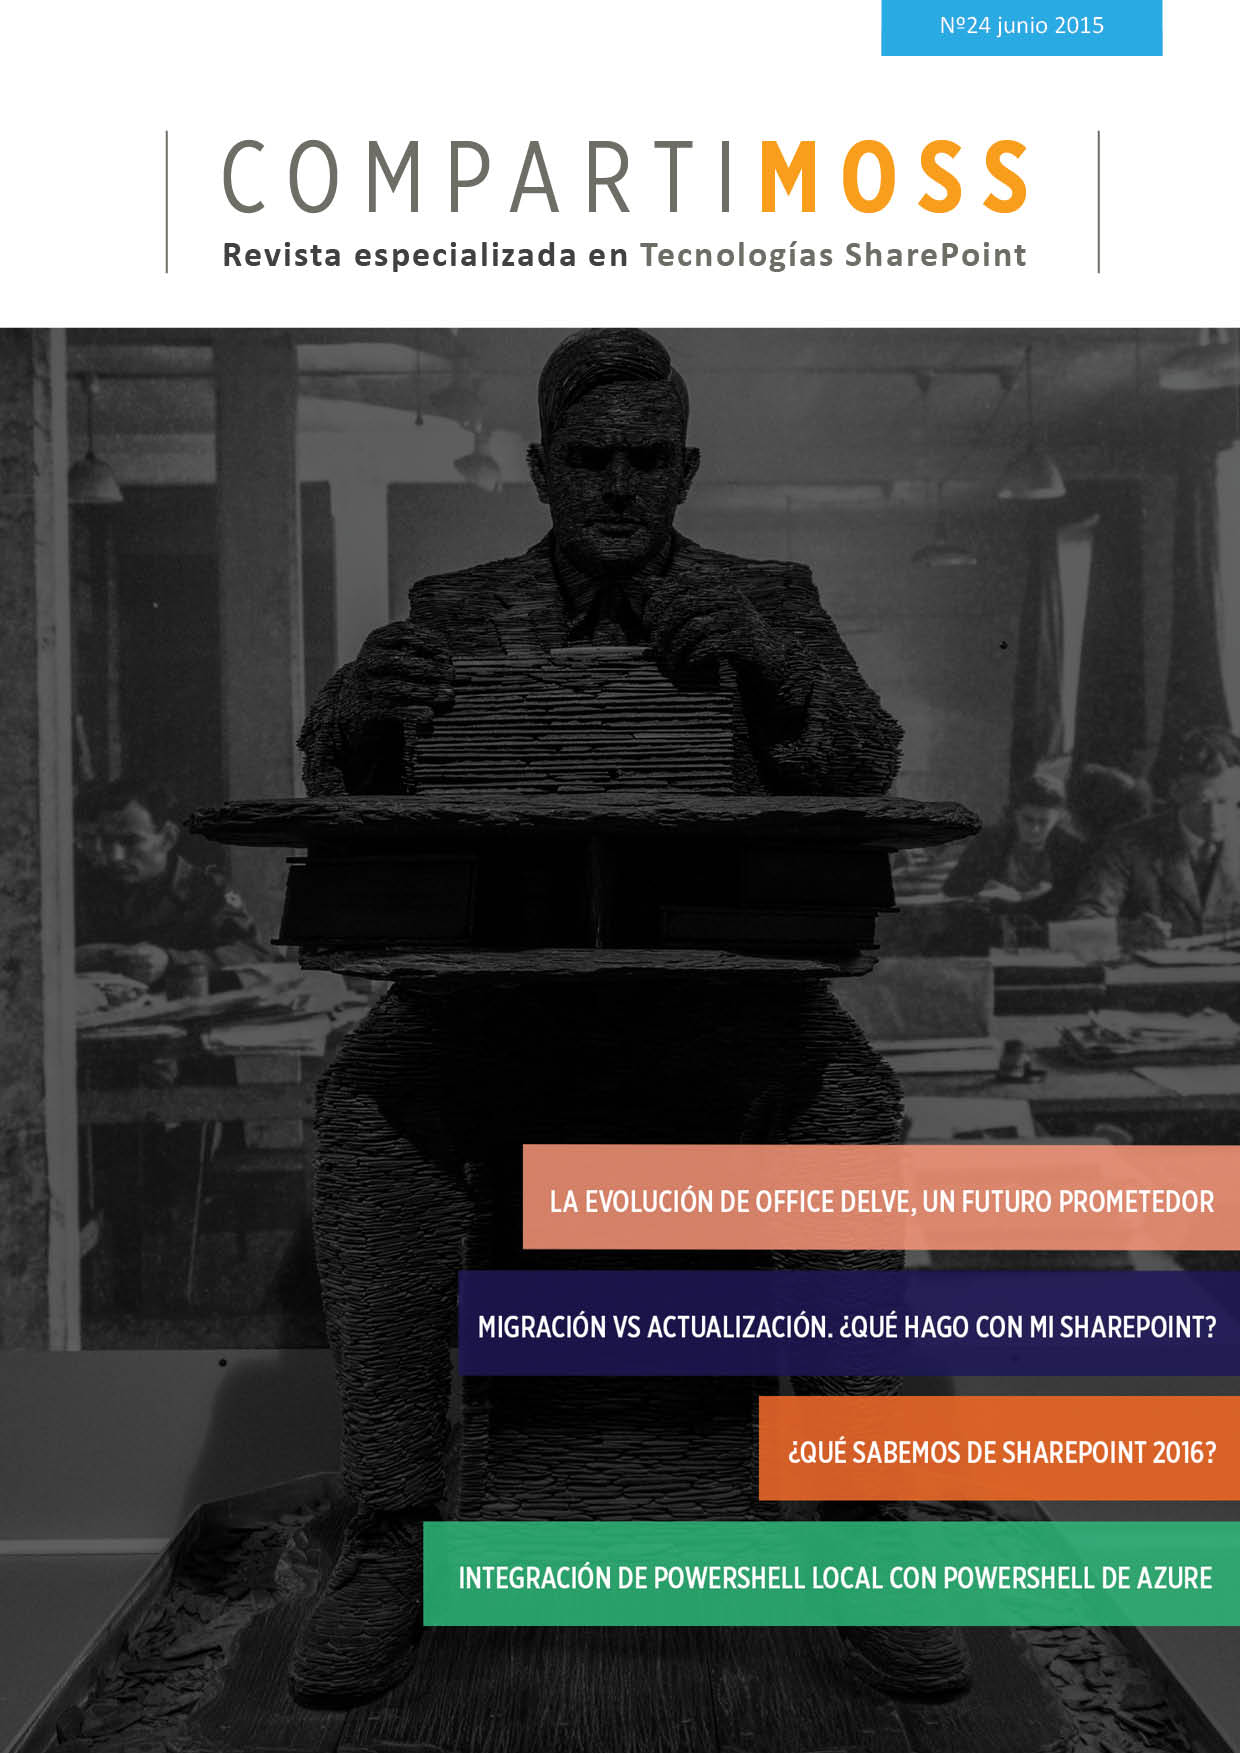 Nº24 junio 2015
COMPARTIMOSS
Revista especializada en Tecnologías SharePoint
LA EVOLUCIÓN DE OFFICE DELVE, UN FUTURO PROMETEDOR
MIGRACIÓN VS ACTUALIZACIÓN. ¿QUÉ HAGO CON MI SHAREPOINT?
¿QUÉ SABEMOS DE SHAREPOINT 2016?
INTEGRACIÓN DE POWERSHELL LOCAL CON POWERSHELL DE AZURE